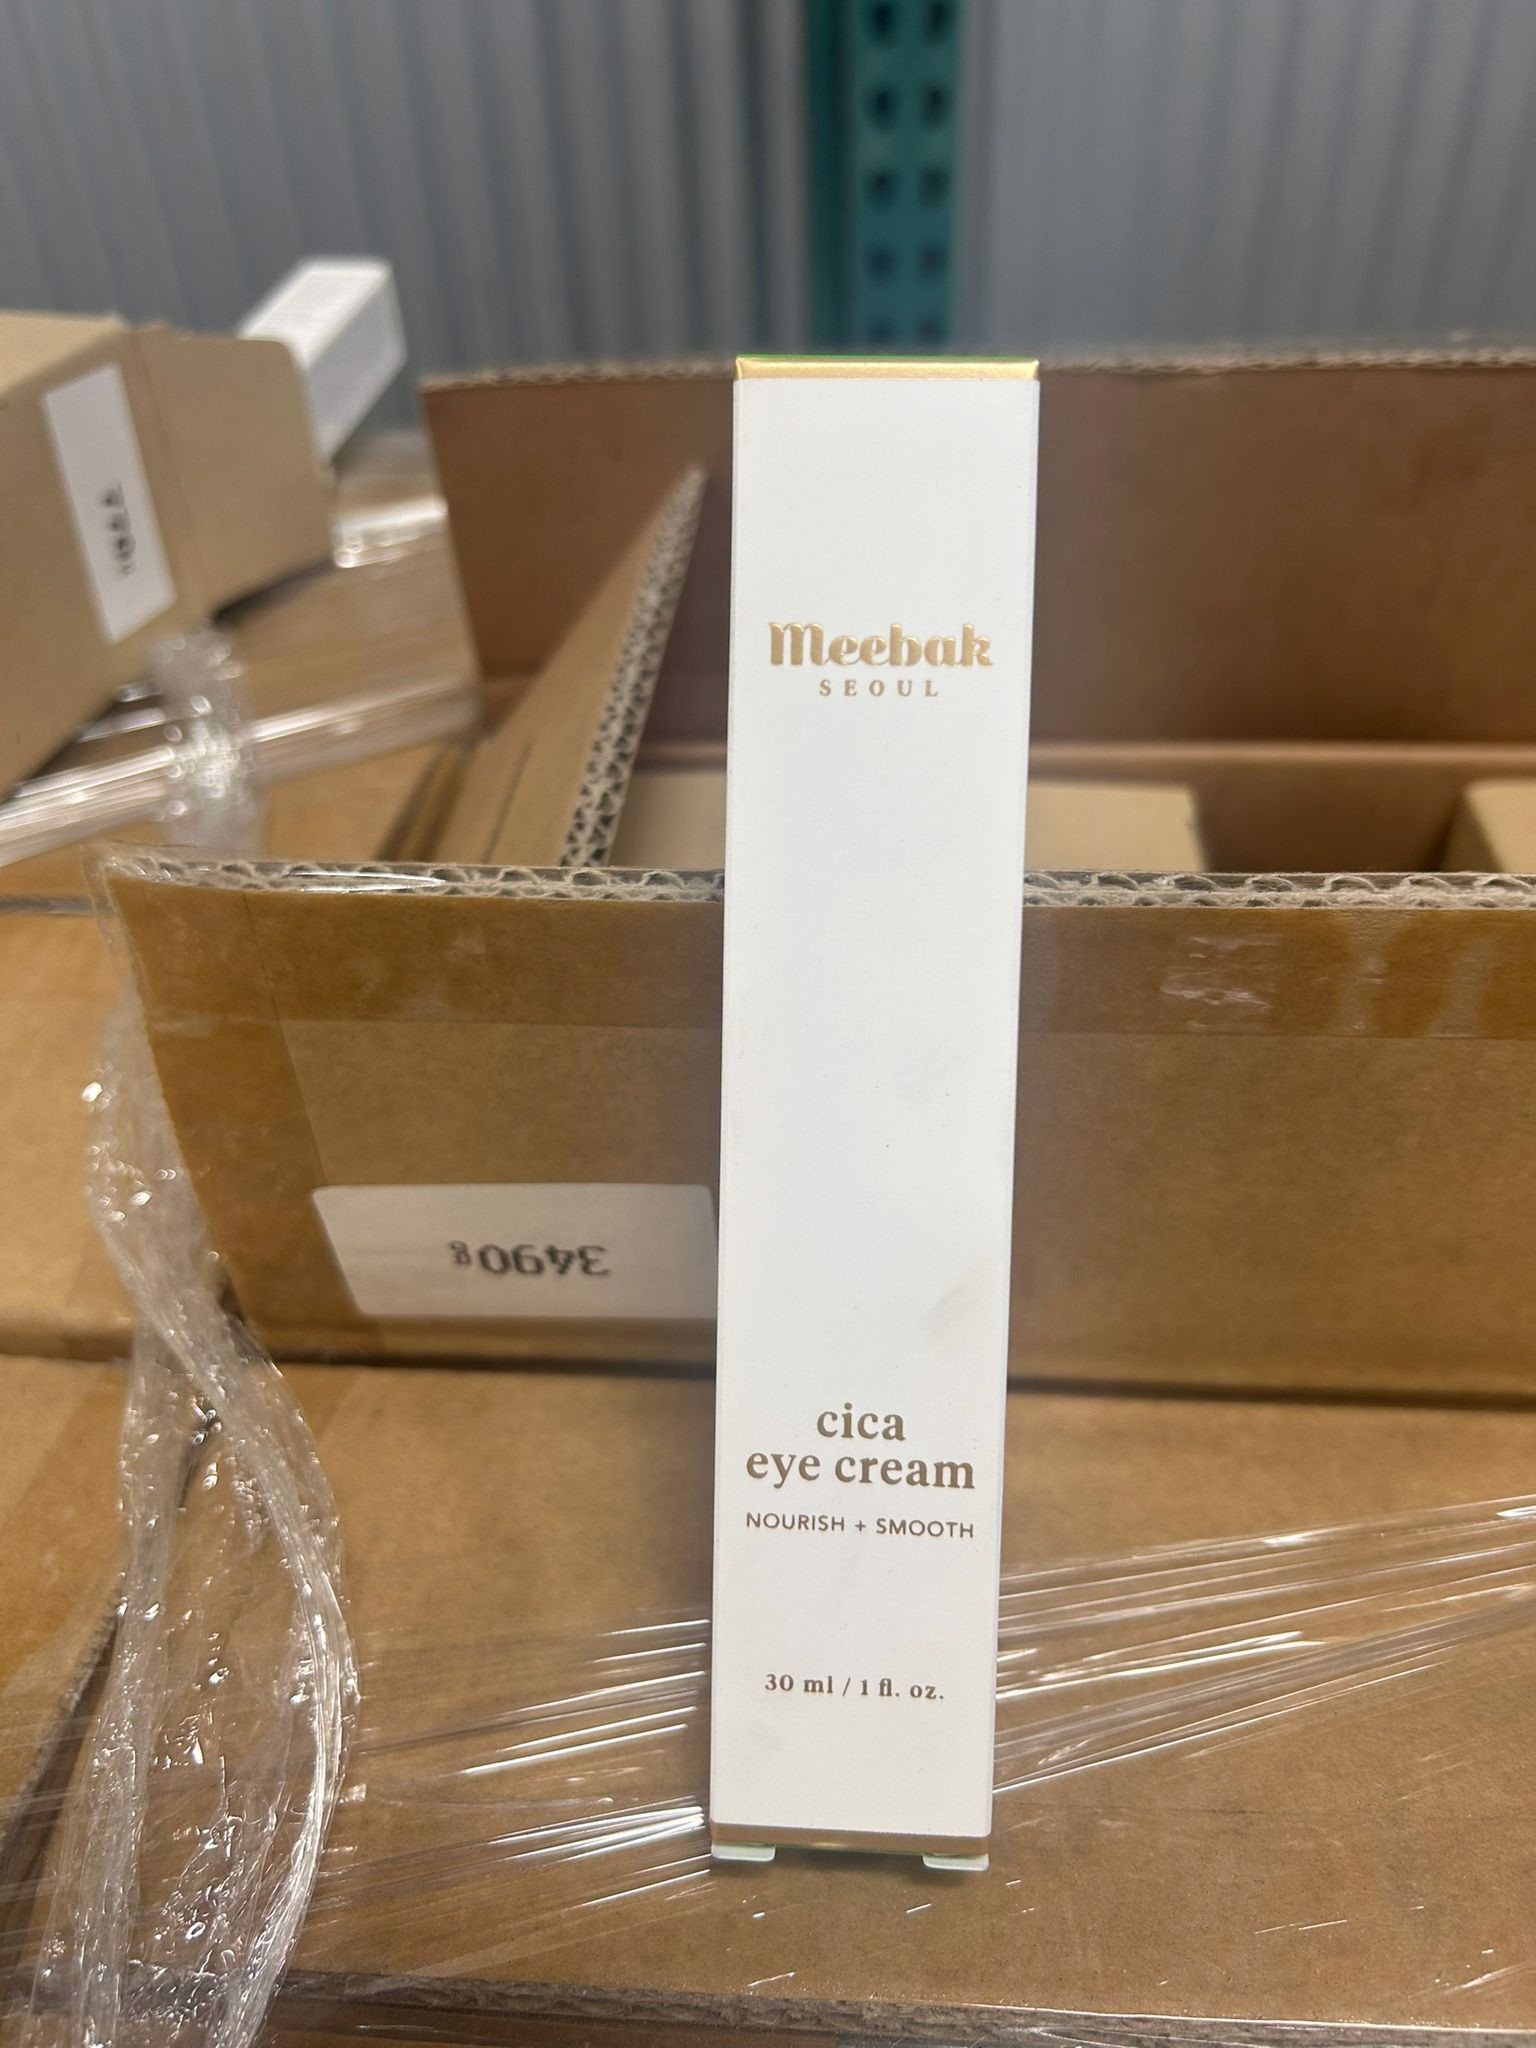 Meebak
SEOUL
3490g
cica
eye cream
NOURISH + SMOOTH
30 ml / 1 fl. oz.